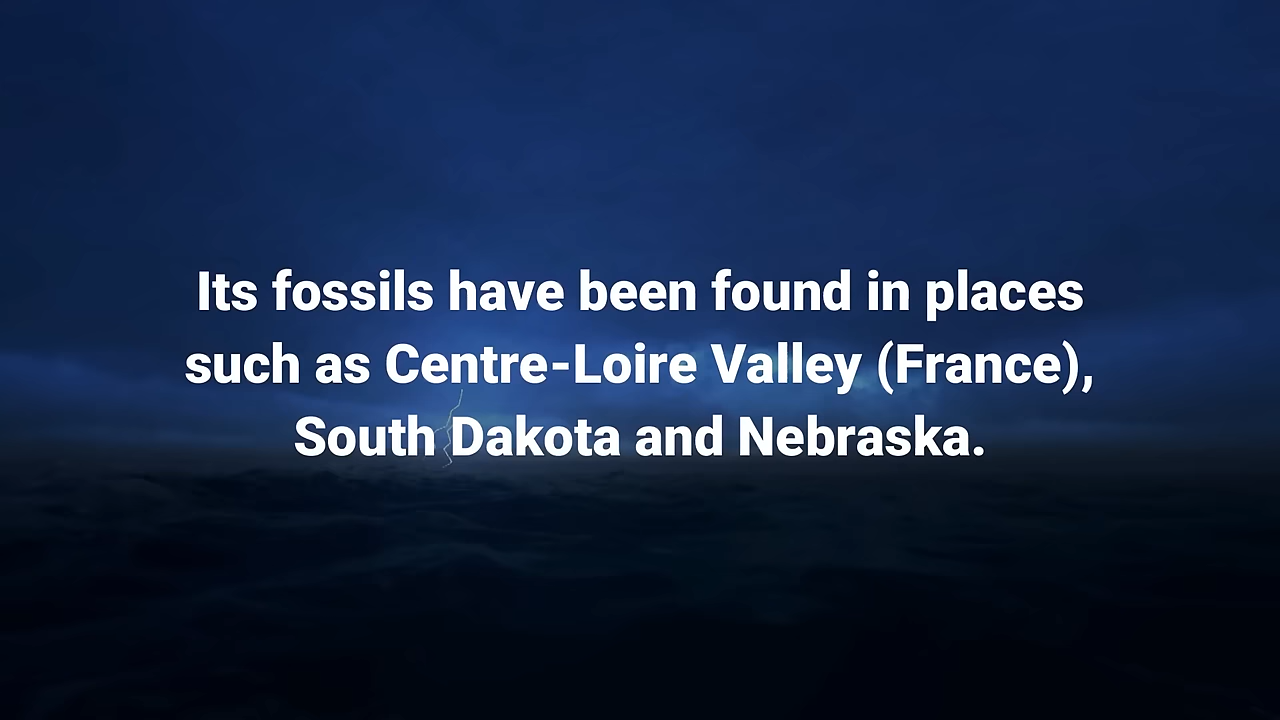 Its fossils have been found in places
such as Centre-Loire Valley (France),
South Dakota and Nebraska.